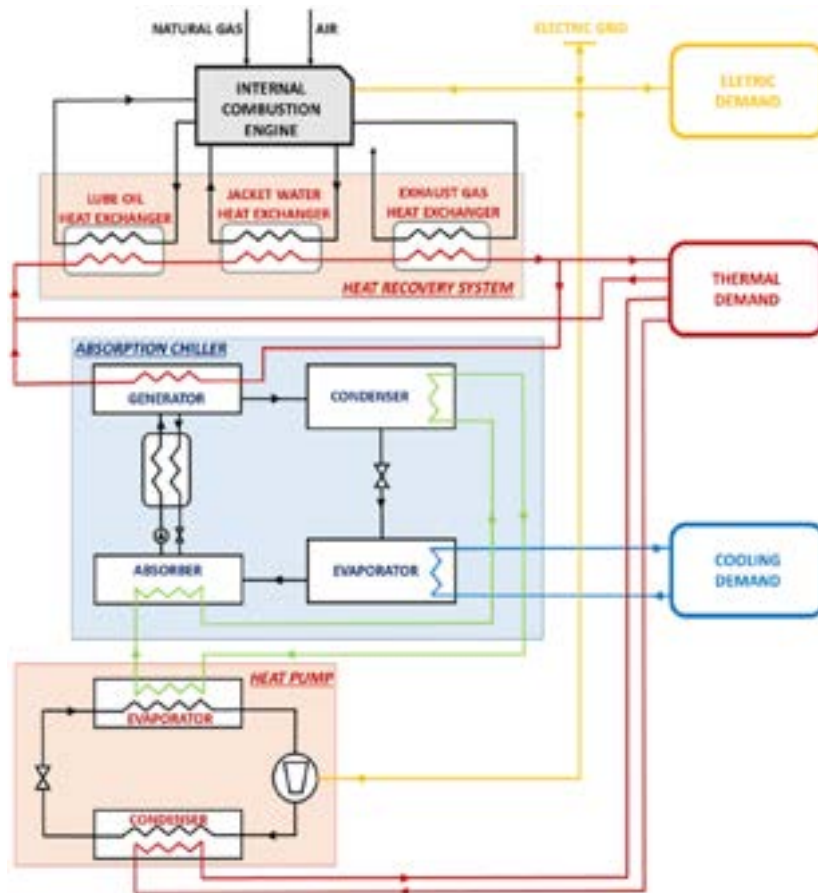 NATURAL GAS
AIR
ELECTRIC GRID
INTERNAL
COMBUSTION
ENGINE
ELETRIC
DEMAND
LUBE OIL
HEAT EXCHANGER
JACKET WATER
HEAT EXCHANGER
EXHAUST GAS
HEAT EXCHANGER
HEAT RECOVERY SYSTEM
THERMAL
DEMAND
ABSORPTION CHILLER
GENERATOR
CONDENSER
ABSORBER
EVAPORATOR
COOLING
DEMAND
HEAT PUMP
EVAPORATOR
CONDENSER